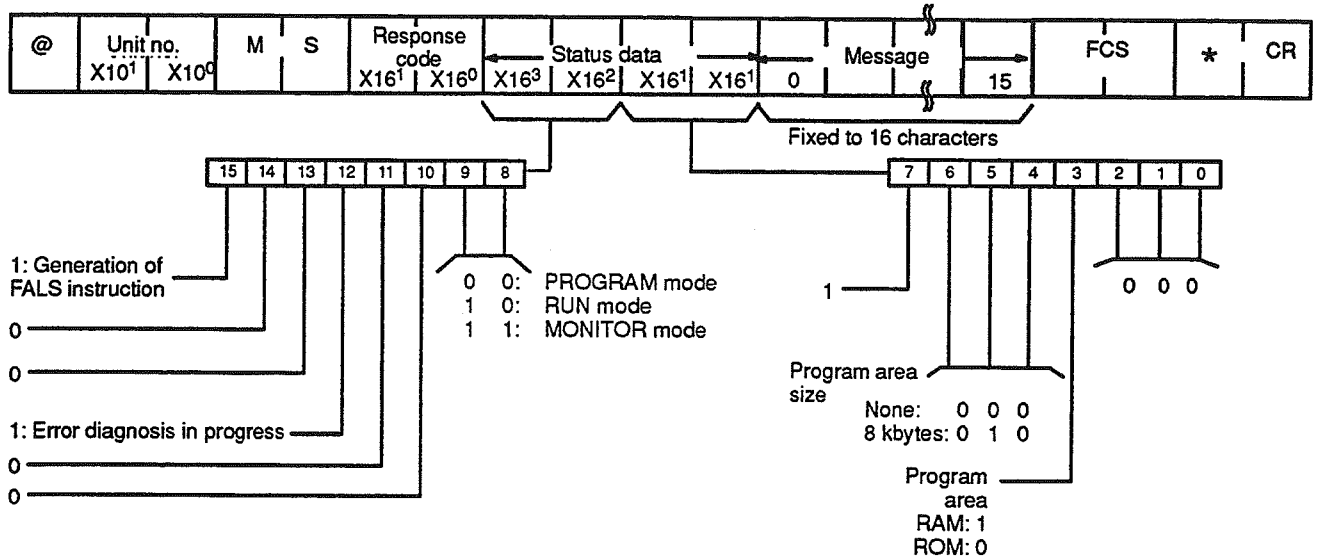 @ Unit no. M S Response code Status data Message FCS * CR
X10¹ X10⁰ X16¹ X16⁰ X16³ X16² X16¹ X16¹ 0 15
Fixed to 16 characters
15 14 13 12 11 10 9 8
7 6 5 4 3 2 1 0
1: Generation of
FALS instruction
0
0
1: Error diagnosis in progress
0
0
0 0: PROGRAM mode
1 0: RUN mode
1 1: MONITOR mode
1
0 0 0
Program area
size
None: 0 0 0
8 kbytes: 0 1 0
Program
area
RAM: 1
ROM: 0